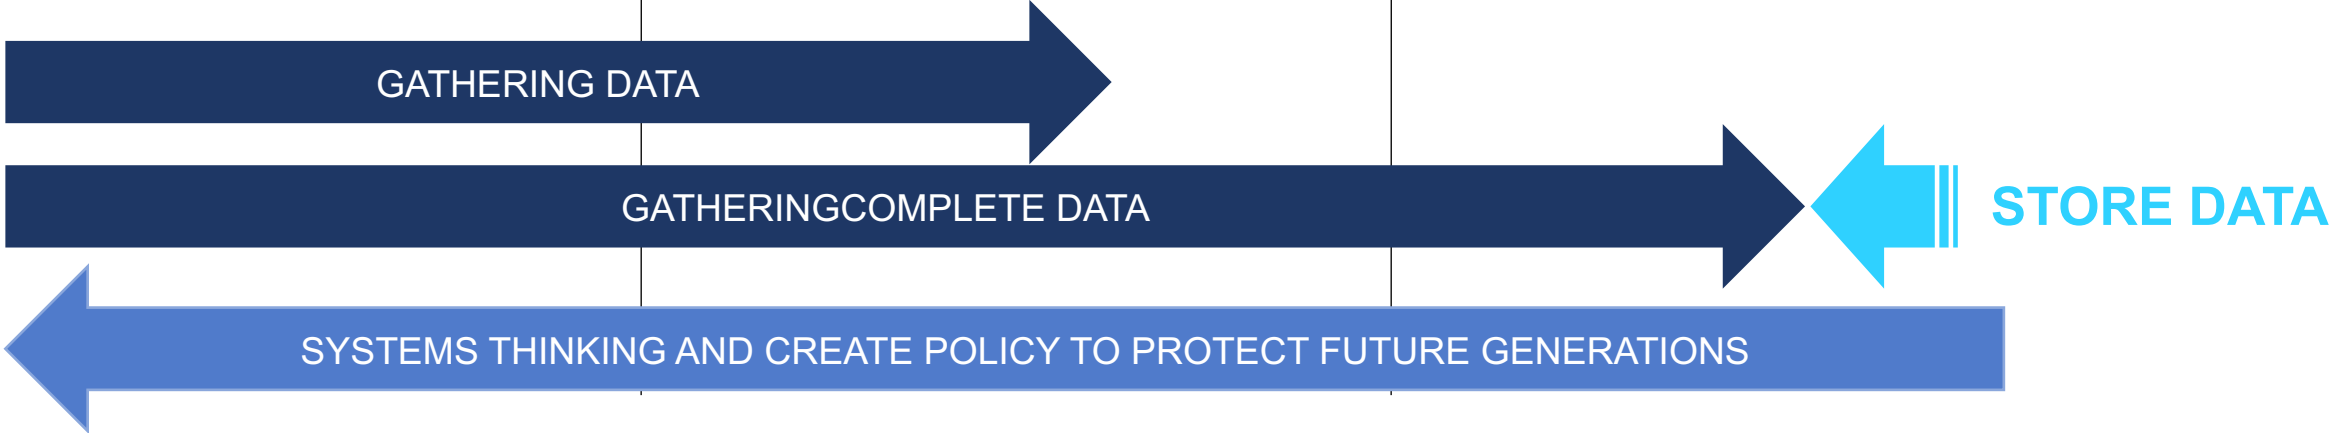 GATHERING DATA
GATHERINGCOMPLETE DATA
STORE DATA
SYSTEMS THINKING AND CREATE POLICY TO PROTECT FUTURE GENERATIONS